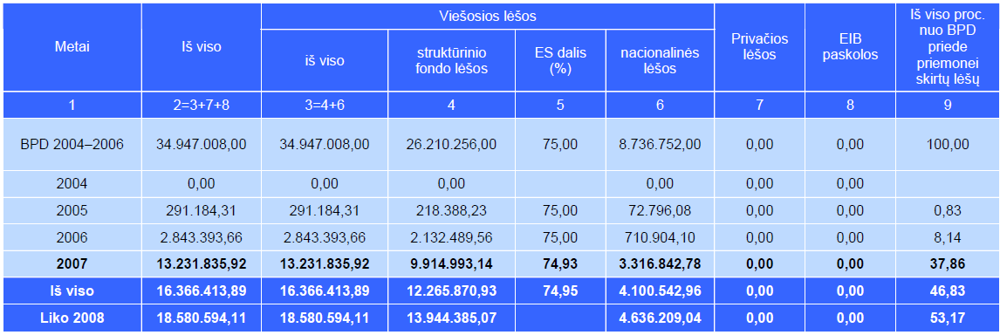 Metai Iš viso Viešosios lėšos Privačios lėšos EIB paskolos Iš viso proc. nuo BPD priede priemonei skirtų lėšų
iš viso struktūrinio fondo lėšos ES dalis (%) nacionalinės lėšos
1 2=3+7+8 3=4+6 4 5 6 7 8 9
BPD 2004–2006 34.947.008,00 34.947.008,00 26.210.256,00 75,00 8.736.752,00 0,00 0,00 100,00
2004 0,00 0,00 0,00 0,00 0,00 0,00
2005 291.184,31 291.184,31 218.388,23 75,00 72.796,08 0,00 0,00 0,83
2006 2.843.393,66 2.843.393,66 2.132.489,56 75,00 710.904,10 0,00 0,00 8,14
2007 13.231.835,92 13.231.835,92 9.914.993,14 74,93 3.316.842,78 0,00 0,00 37,86
Iš viso 16.366.413,89 16.366.413,89 12.265.870,93 74,95 4.100.542,96 0,00 0,00 46,83
Liko 2008 18.580.594,11 18.580.594,11 13.944.385,07 4.636.209,04 0,00 0,00 53,17